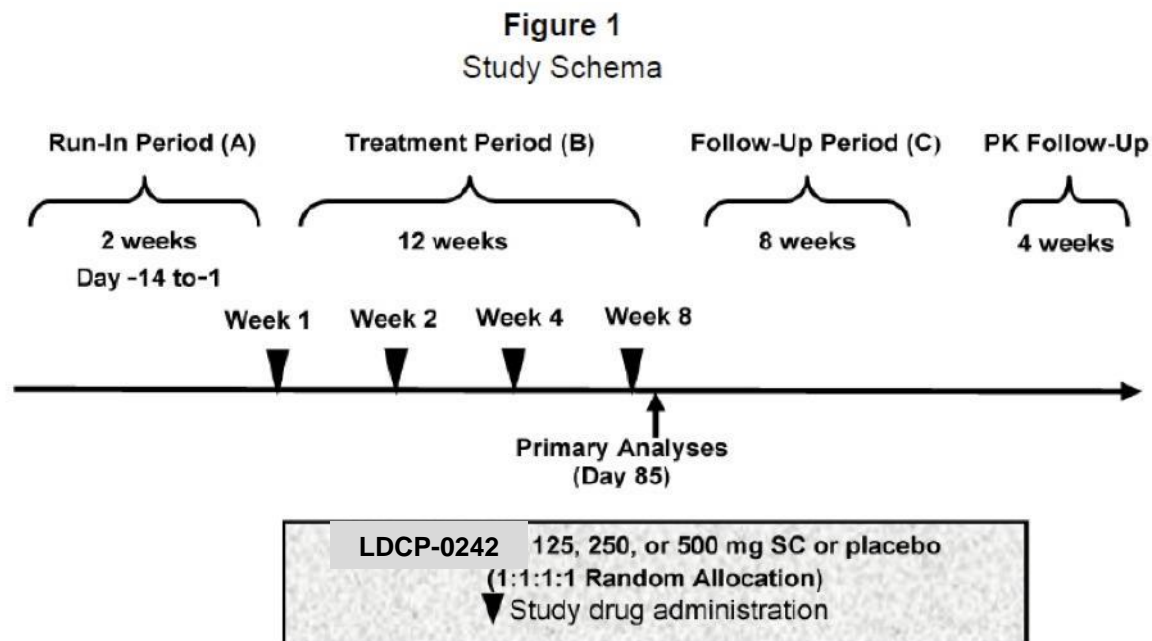 Figure 1
Study Schema
Run-In Period (A) Treatment Period (B) Follow-Up Period (C) PK Follow-Up
2 weeks 12 weeks 8 weeks 4 weeks
Day -14 to-1
Week 1 Week 2 Week 4 Week 8
Primary Analyses
(Day 85)
LDCP-0242 125, 250, or 500 mg SC or placebo
(1:1:1:1 Random Allocation)
Study drug administration